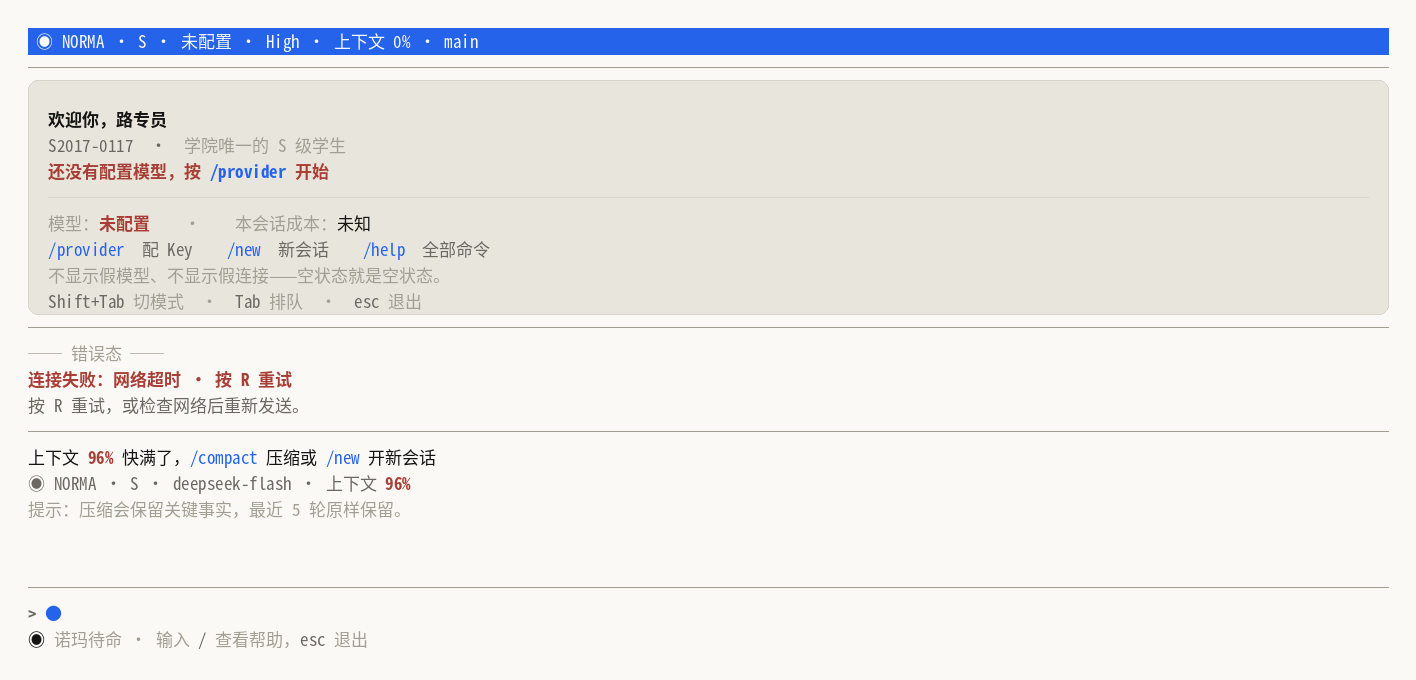 ◉ NORMA · S · 未配置 · High · 上下文 0% · main
欢迎你，路专员
S2017-0117 · 学院唯一的 S 级学生
还没有配置模型，按 /provider 开始
模型：未配置 · 本会话成本：未知
/provider 配 Key /new 新会话 /help 全部命令
不显示假模型、不显示假连接——空状态就是空状态。
Shift+Tab 切模式 · Tab 排队 · esc 退出
—— 错误态 ——
连接失败：网络超时 · 按 R 重试
按 R 重试，或检查网络后重新发送。
上下文 96% 快满了，/compact 压缩或 /new 开新会话
◉ NORMA · S · deepseek-flash · 上下文 96%
提示：压缩会保留关键事实，最近 5 轮原样保留。
> ●
◉ 诺玛待命 · 输入 / 查看帮助，esc 退出